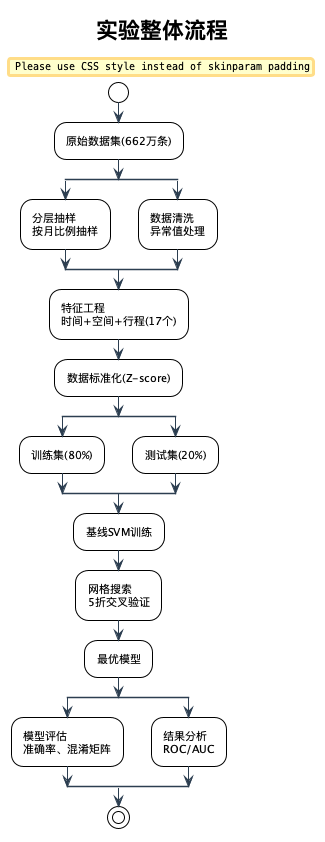 实验整体流程
Please use CSS style instead of skinparam padding
原始数据集(662万条)
分层抽样
按月比例抽样
数据清洗
异常值处理
特征工程
时间+空间+行程(17个)
数据标准化(Z-score)
训练集(80%)
测试集(20%)
基线SVM训练
网格搜索
5折交叉验证
最优模型
模型评估
准确率、混淆矩阵
结果分析
ROC/AUC